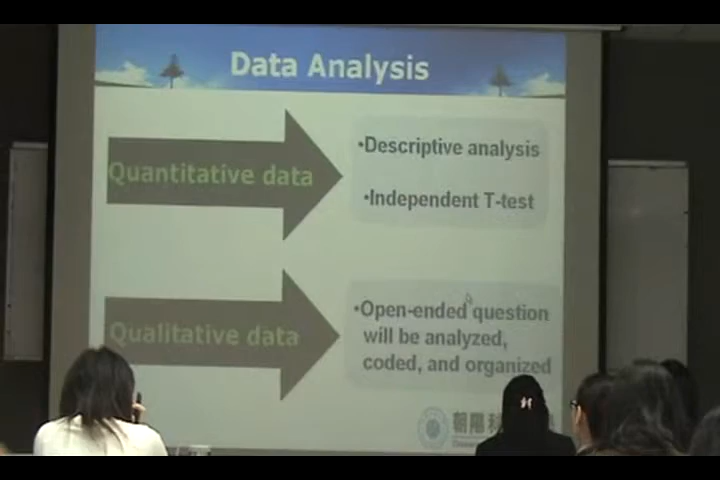 Data Analysis
Quantitative data
•Descriptive analysis
•Independent T-test
Qualitative data
•Open-ended question
will be analyzed,
coded, and organized
朝陽科